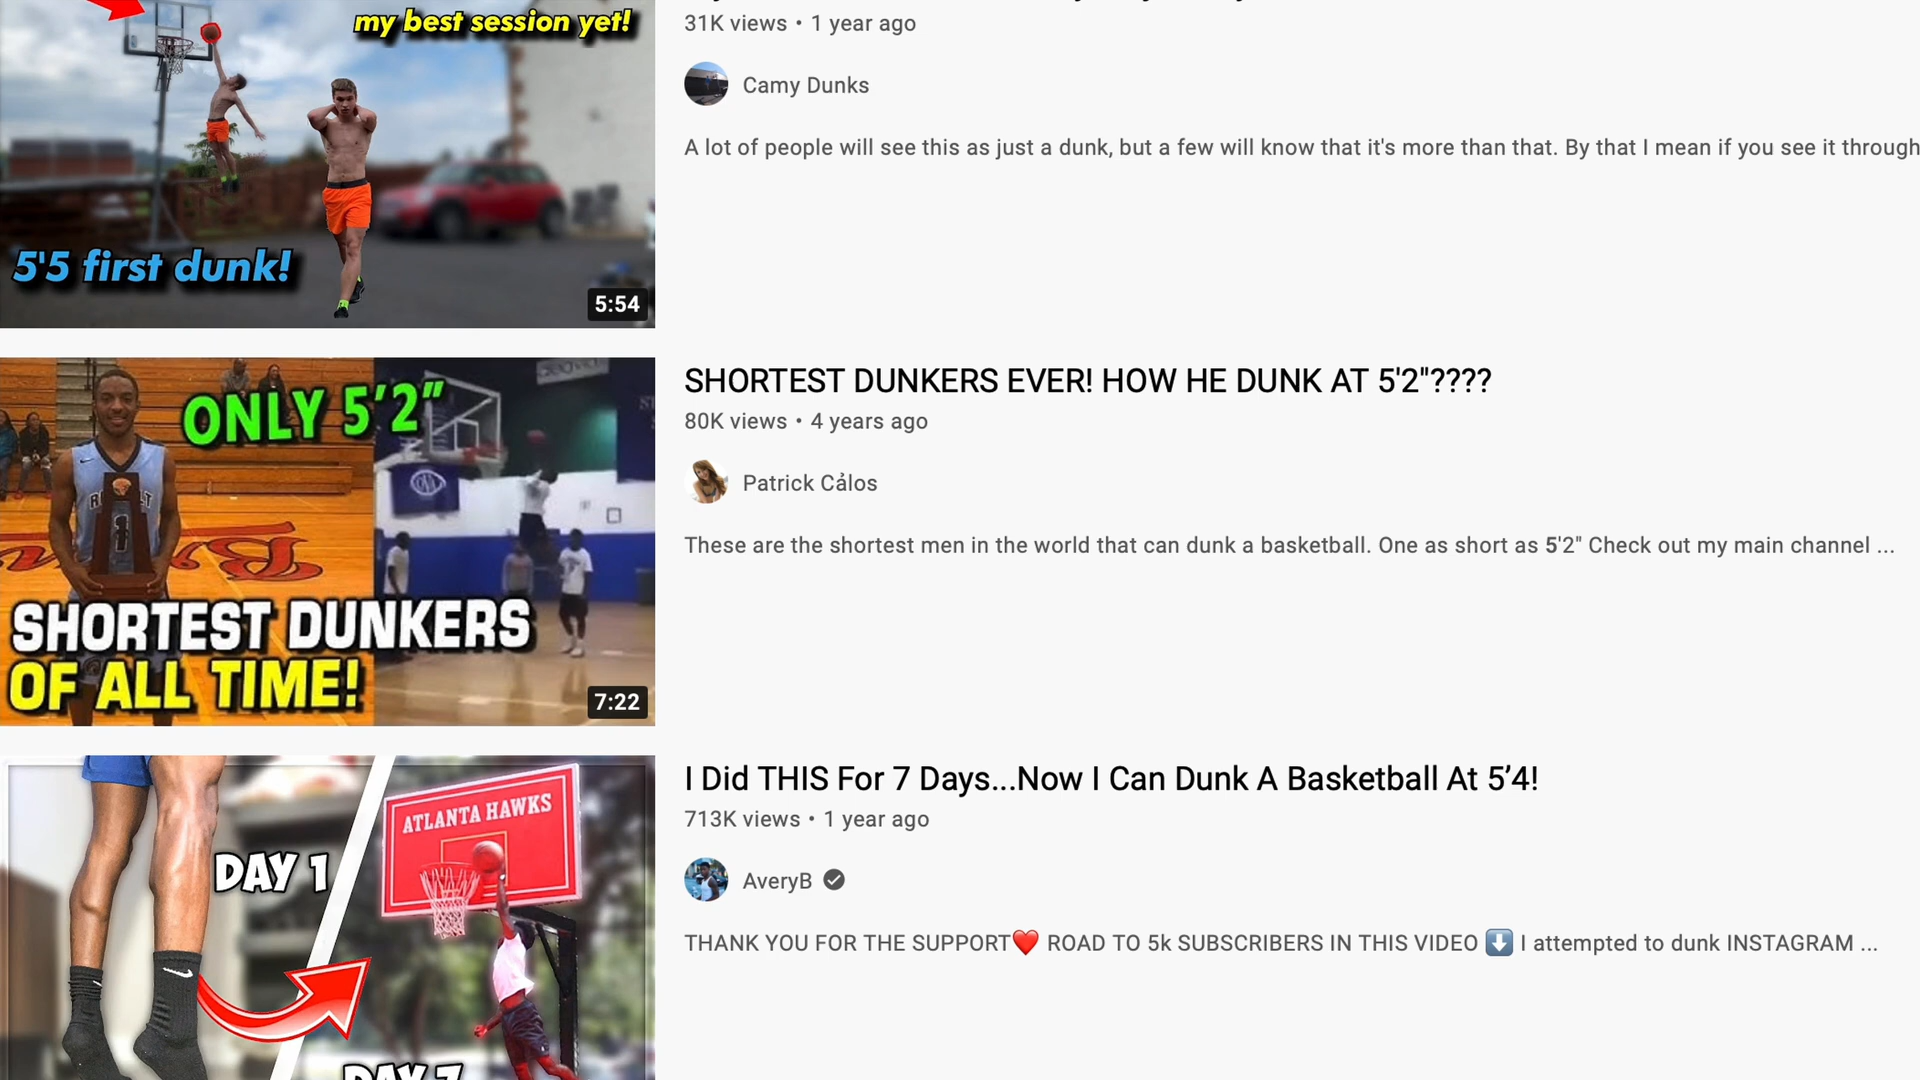 my best session yet!
5'5 first dunk!
5:54
31K views • 1 year ago
Camy Dunks
A lot of people will see this as just a dunk, but a few will know that it's more than that. By that I mean if you see it through
ONLY 5’2”
SHORTEST DUNKERS
OF ALL TIME!
7:22
SHORTEST DUNKERS EVER! HOW HE DUNK AT 5'2"????
80K views • 4 years ago
Patrick Cảlos
These are the shortest men in the world that can dunk a basketball. One as short as 5'2" Check out my main channel ...
ATLANTA HAWKS
DAY 1
DAY 7
I Did THIS For 7 Days...Now I Can Dunk A Basketball At 5’4!
713K views • 1 year ago
AveryB
THANK YOU FOR THE SUPPORT❤️ ROAD TO 5k SUBSCRIBERS IN THIS VIDEO ⬇️ I attempted to dunk INSTAGRAM ...